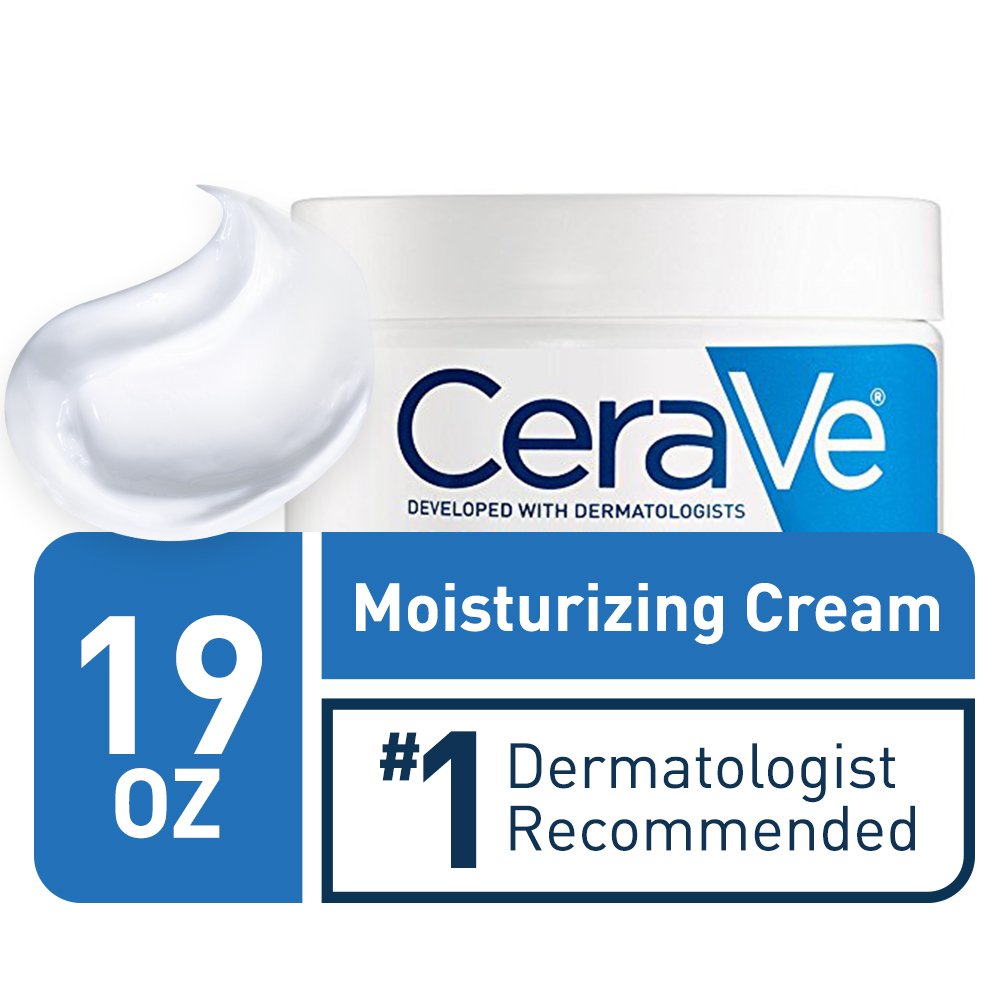 CeraVe®
DEVELOPED WITH DERMATOLOGISTS
19
OZ
Moisturizing Cream
#1
Dermatologist
Recommended